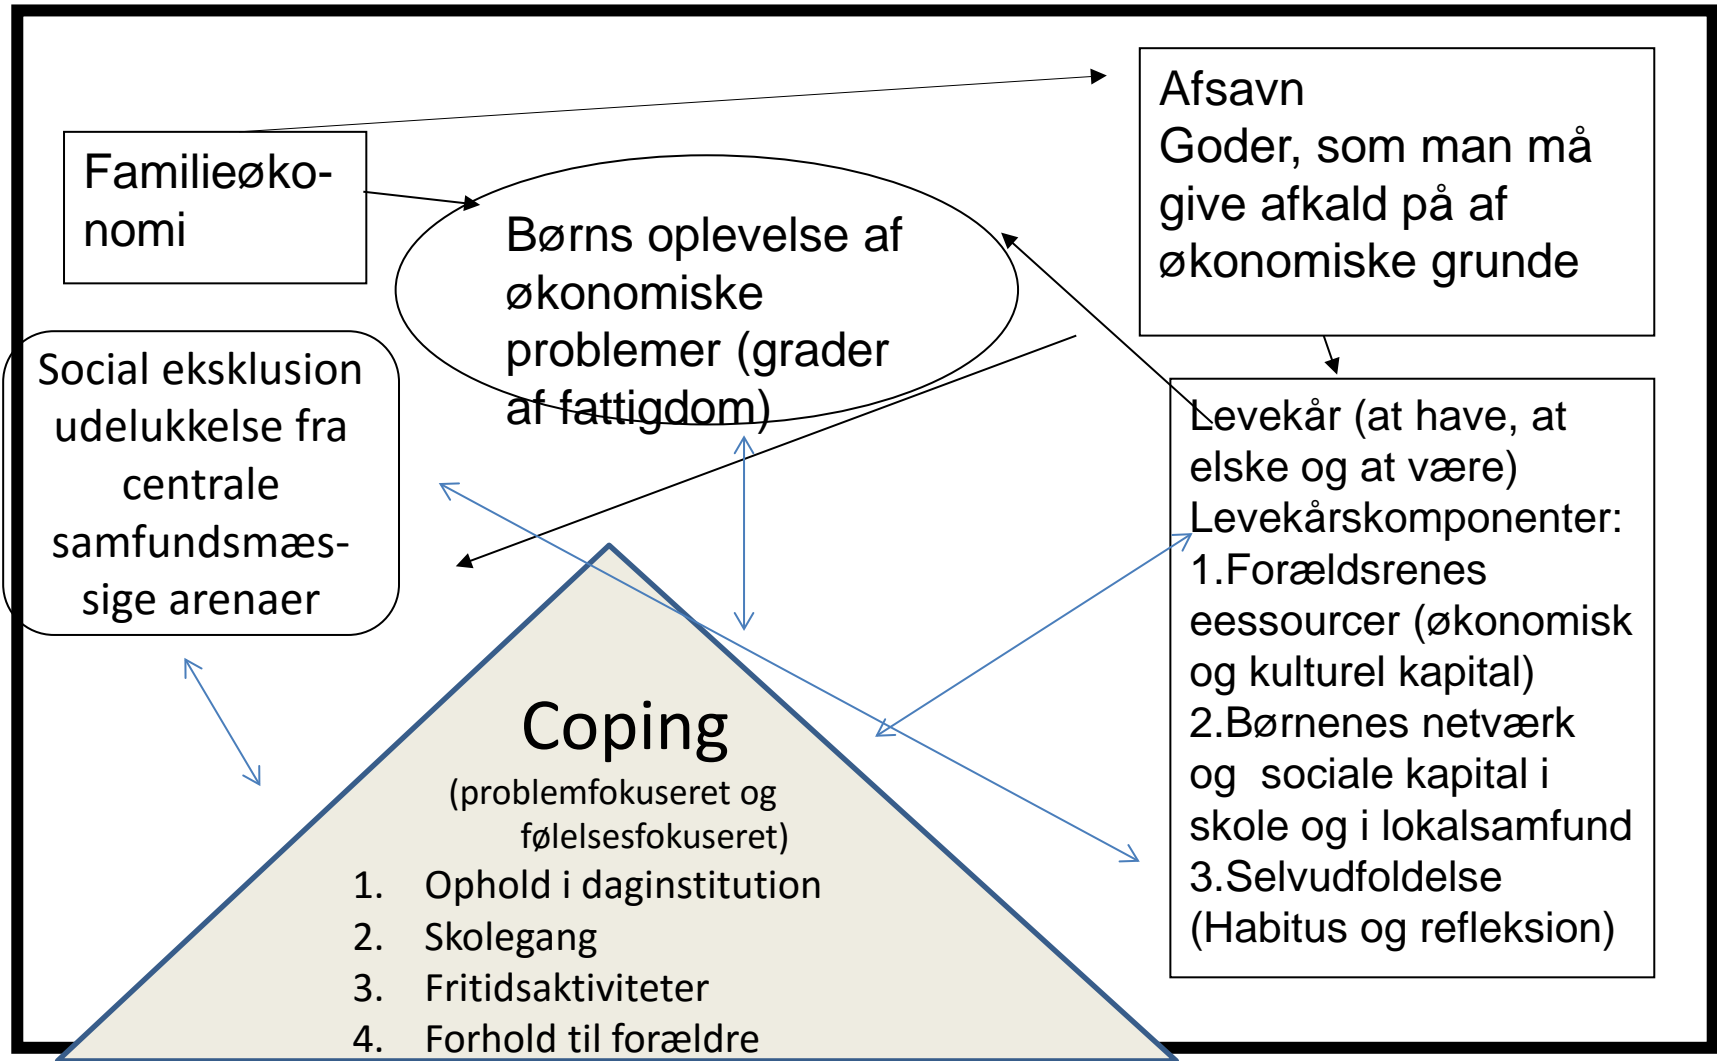 Familieøko-
nomi
Børns oplevelse af
økonomiske
problemer (grader
af fattigdom)
Afsavn
Goder, som man må
give afkald på af
økonomiske grunde
Social eksklusion
udelukkelse fra
centrale
samfundsmæs-
sige arenaer
Levekår (at have, at
elske og at være)
Levekårskomponenter:
1.Forældsrenes
eessourcer (økonomisk
og kulturel kapital)
2.Børnenes netværk
og  sociale kapital i
skole og i lokalsamfund
3.Selvudfoldelse
(Habitus og refleksion)
Coping
(problemfokuseret og
følelsesfokuseret)
1. Ophold i daginstitution
2. Skolegang
3. Fritidsaktiviteter
4. Forhold til forældre